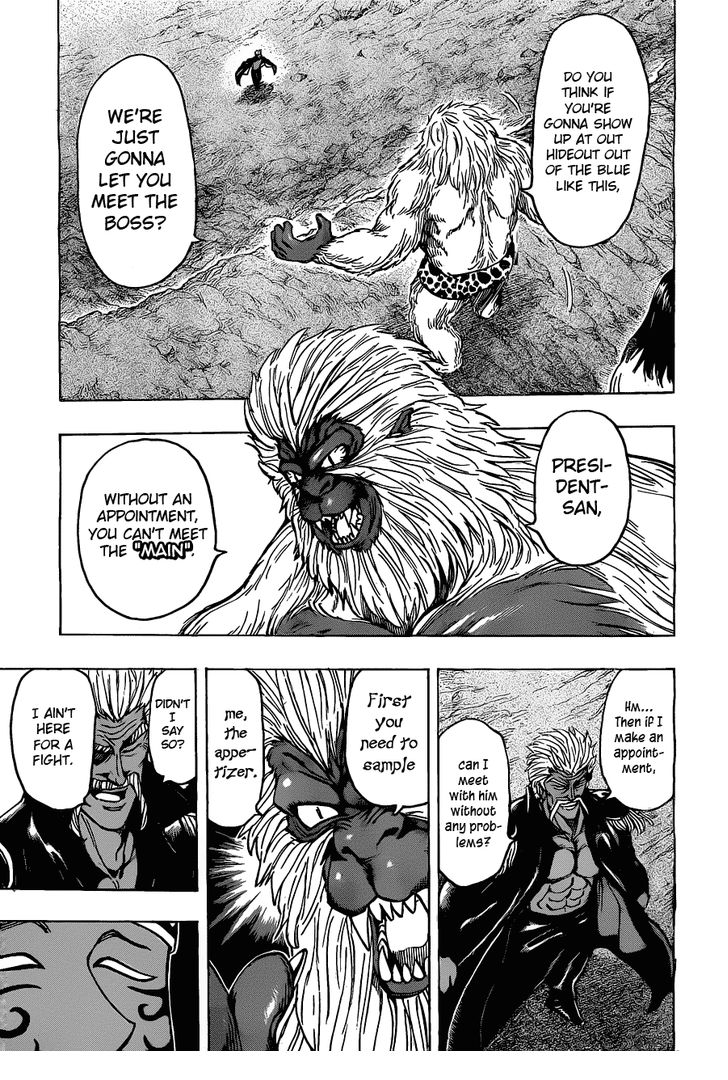 DO YOU
THINK IF
YOU'RE
GONNA SHOW
UP AT OUT
HIDEOUT OUT
OF THE BLUE
LIKE THIS,
WE'RE
JUST
GONNA
LET YOU
MEET THE
BOSS?
PRESI-
DENT-
SAN,
WITHOUT AN
APPOINTMENT,
YOU CAN'T MEET
THE "MAIN".
Hm...
Then if I
make an
appoint-
ment,
can I
meet
with him
without
any prob-
lems?
First
you
need to
sample
me,
the
appe-
tizer.
DIDN'T
I
SAY
SO?
I AIN'T
HERE
FOR A
FIGHT.